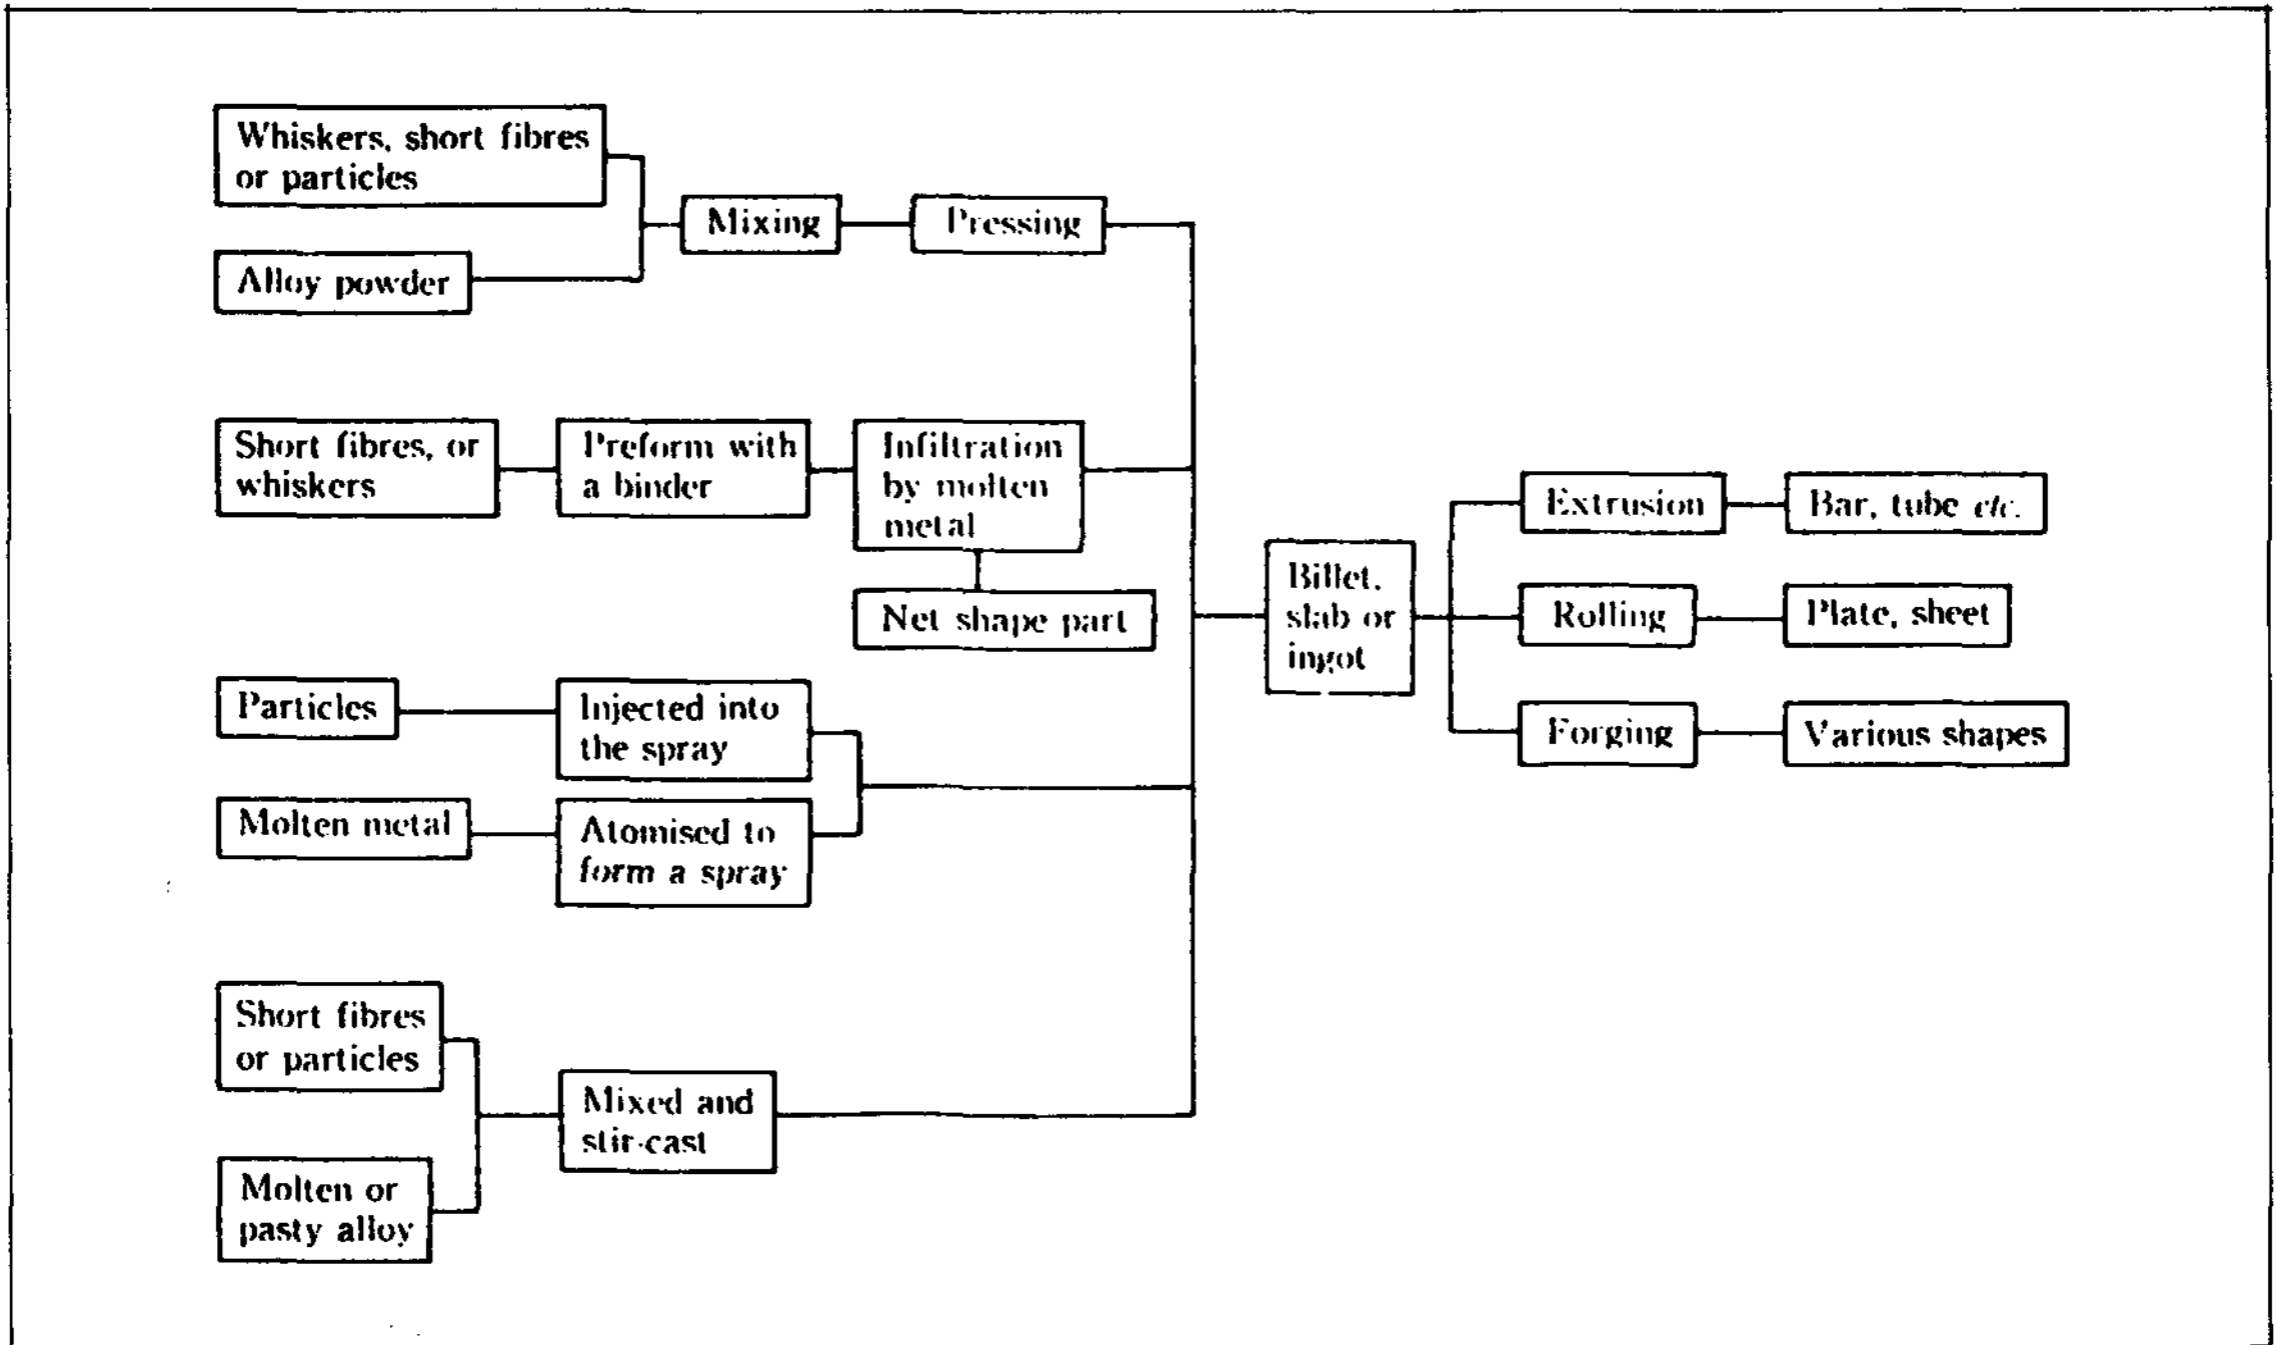 Whiskers, short fibres
or particles
Alloy powder
Mixing
Pressing
Short fibres, or
whiskers
Preform with
a binder
Infiltration
by molten
metal
Net shape part
Particles
Injected into
the spray
Molten metal
Atomised to
form a spray
Short fibres
or particles
Molten or
pasty alloy
Mixed and
stir-cast
Billet,
slab or
ingot
Extrusion
Bar, tube etc.
Rolling
Plate, sheet
Forging
Various shapes